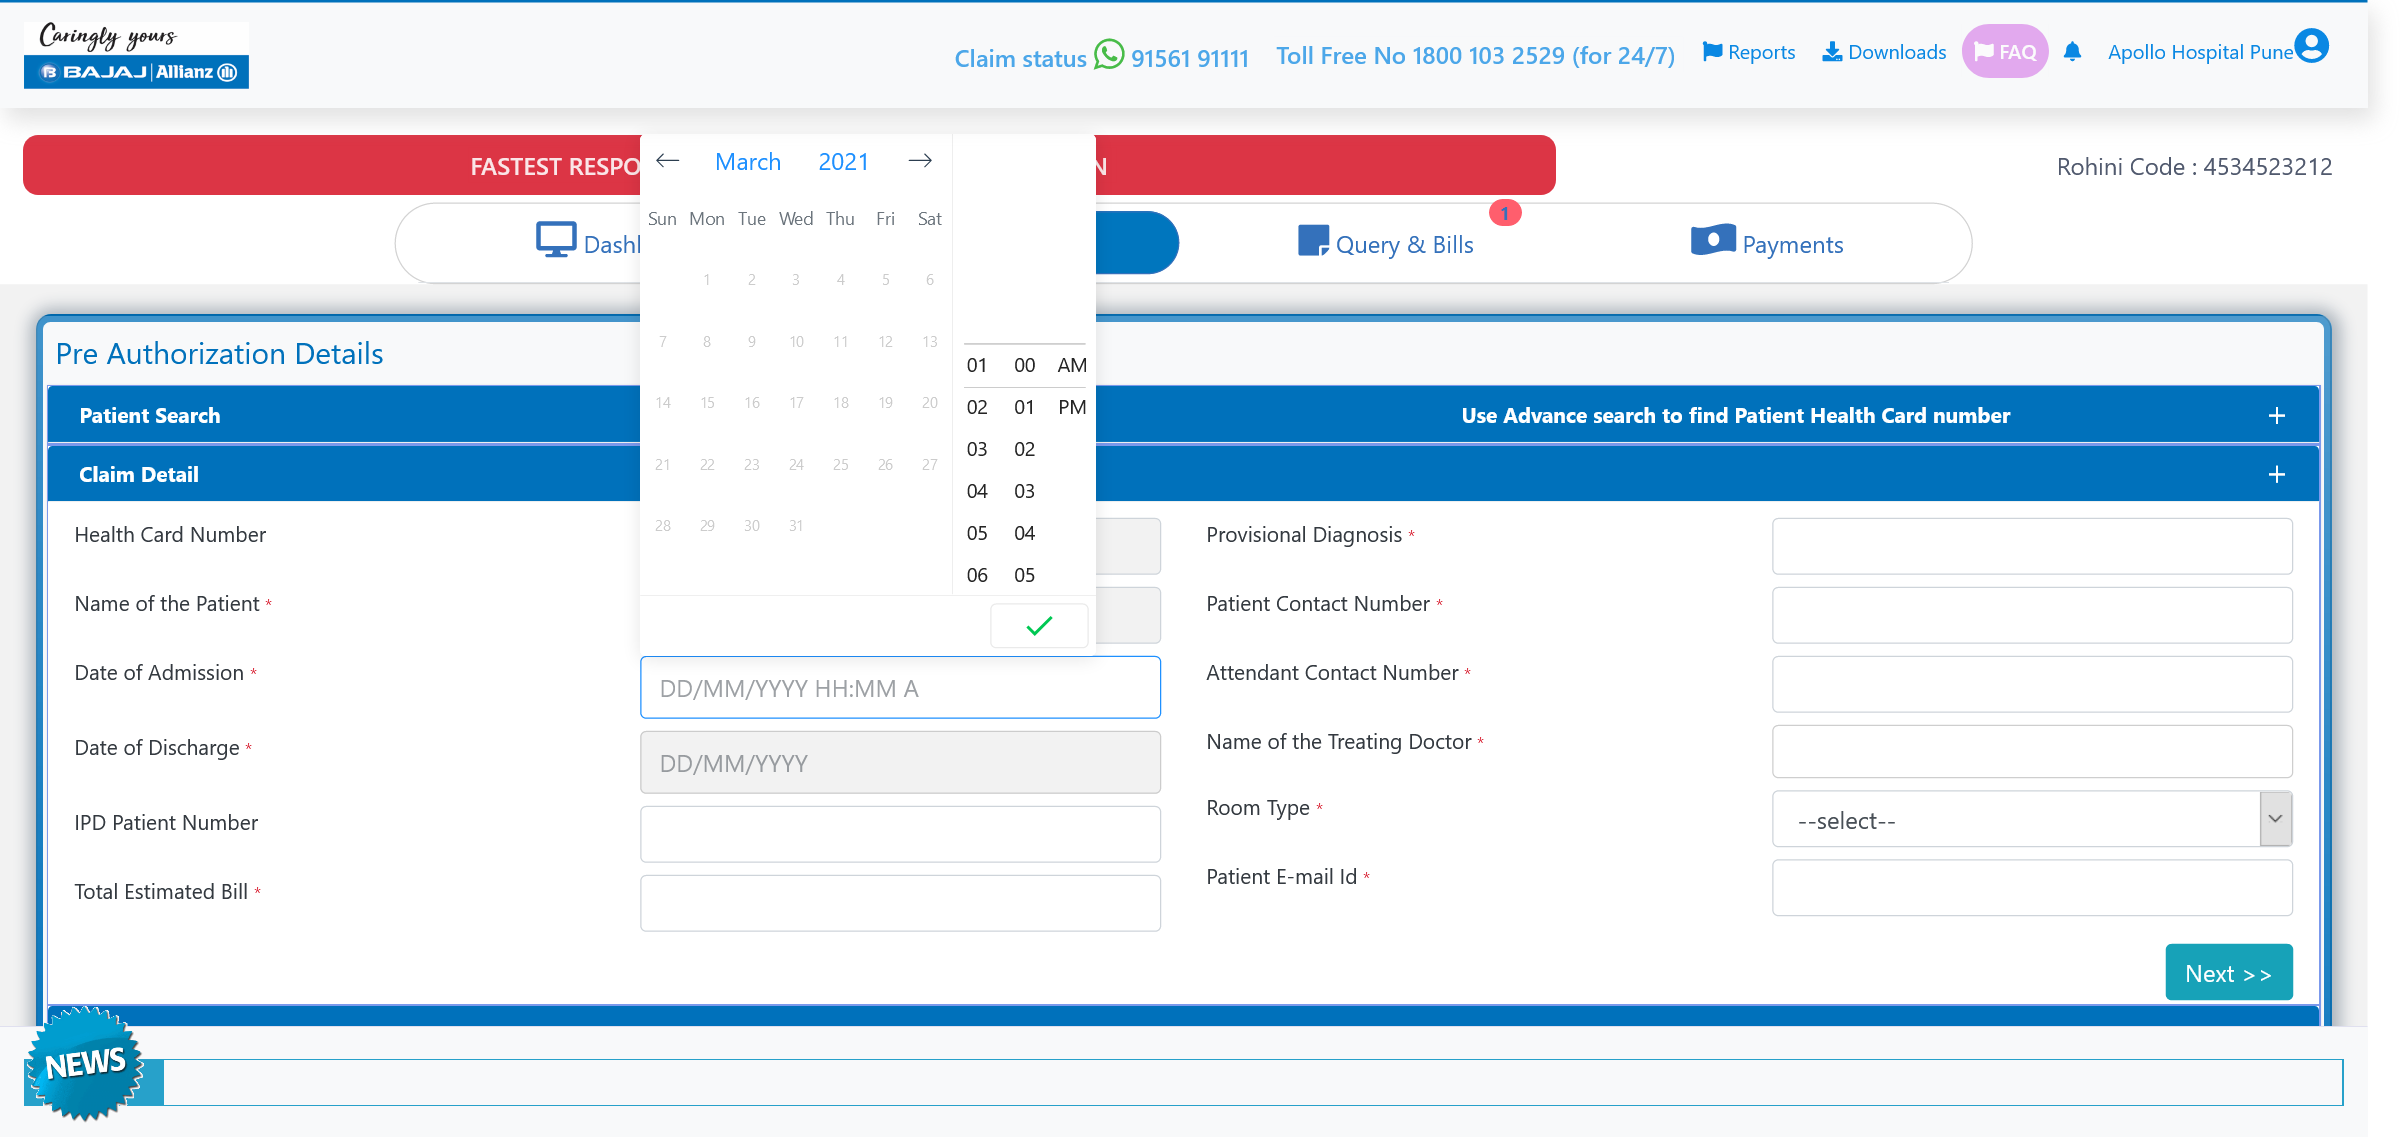 Caringly yours
BAJAJ | Allianz
Claim status 91561 91111 Toll Free No 1800 103 2529 (for 24/7) Reports Downloads FAQ Apollo Hospital Pune
FASTEST RESPO N
Rohini Code : 4534523212
Dashl
Query & Bills 1
Payments
March 2021
Sun Mon Tue Wed Thu Fri Sat
1 2 3 4 5 6
7 8 9 10 11 12 13
14 15 16 17 18 19 20
21 22 23 24 25 26 27
28 29 30 31
01 00 AM
02 01 PM
03 02
04 03
05 04
06 05
Pre Authorization Details
Patient Search Use Advance search to find Patient Health Card number +
Claim Detail +
Health Card Number
Name of the Patient *
Date of Admission * DD/MM/YYYY HH:MM A
Date of Discharge * DD/MM/YYYY
IPD Patient Number
Total Estimated Bill *
Provisional Diagnosis *
Patient Contact Number *
Attendant Contact Number *
Name of the Treating Doctor *
Room Type * --select--
Patient E-mail Id *
Next >>
NEWS